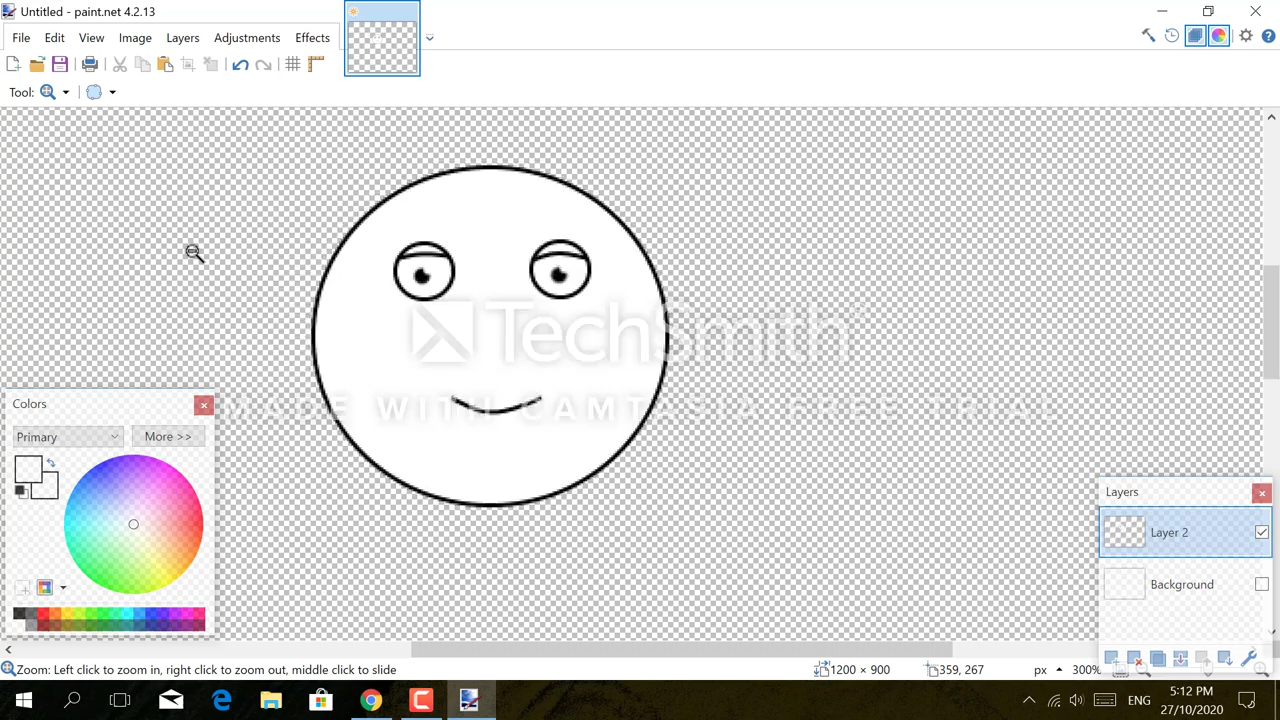 Untitled - paint.net 4.2.13
File Edit View Image Layers Adjustments Effects
Tool:
TechSmith®
MADE WITH CAMTASIA FREE TRIAL
Colors
Primary
More >>
Layers
Layer 2
Background
Zoom: Left click to zoom in, right click to zoom out, middle click to slide
1200 × 900
359, 267
px
300%
ENG
5:12 PM
27/10/2020